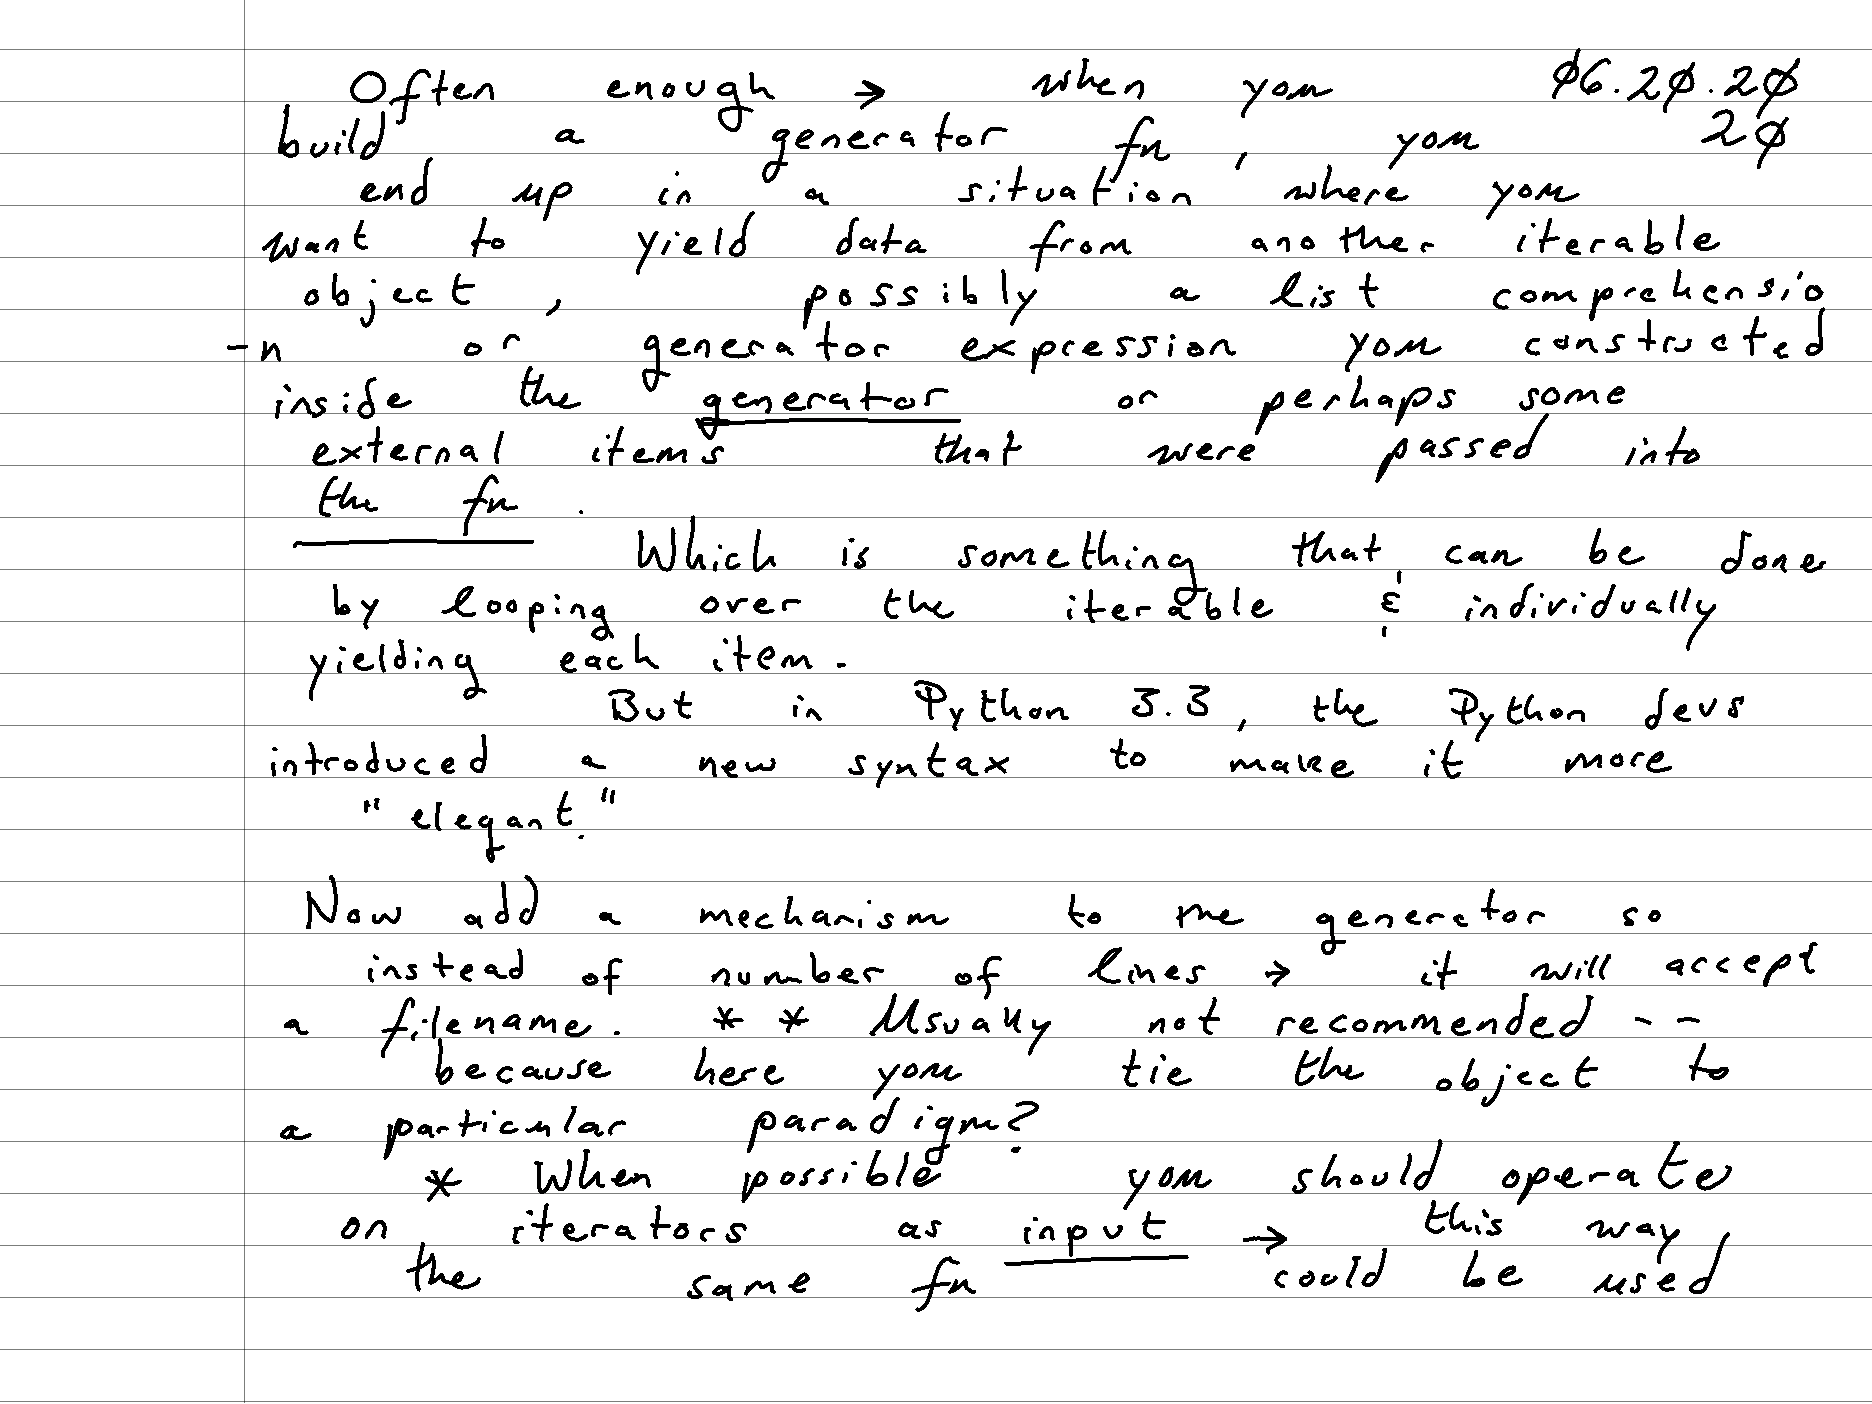 Often enough → when you 06.20.20
build a generator fn, you 20
end up in a situation where you
want to yield data from another iterable
object, possibly a list comprehensio
-n or generator expression you constructed
inside the generator or perhaps some
external items that were passed into
the fn.
Which is something that can be done
by looping over the iterable & individually
yielding each item.
But in Python 3.3, the Python devs
introduced a new syntax to make it more
"elegant."
Now add a mechanism to the generator so
instead of number of lines → it will accept
a filename. * * Usually not recommended --
because here you tie the object to
a particular paradigm?
* When possible you should operate
on iterators as input → this way
the same fn could be used